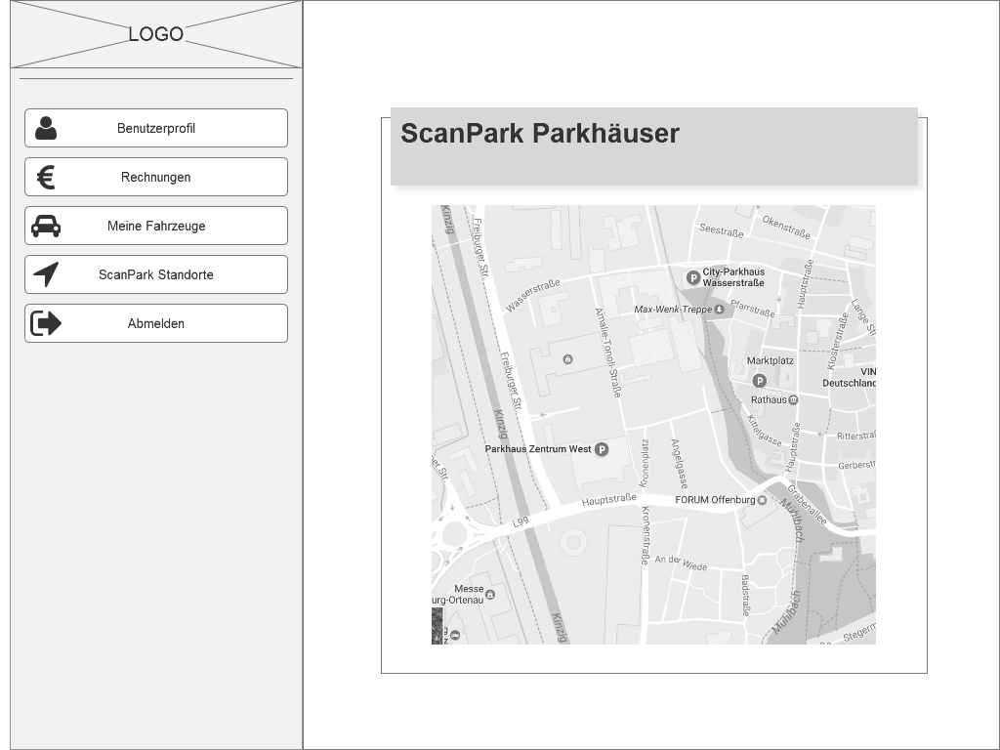 LOGO
Benutzerprofil
Rechnungen
Meine Fahrzeuge
ScanPark Standorte
Abmelden
ScanPark Parkhäuser
Kinzig
Freiburger Str.
Seestraße
Okenstraße
City-Parkhaus
Wasserstraße
Hauptstraße
Wasserstraße
Max-Wenk-Treppe
Pfarrstraße
Lange Str.
Amalie-Tonoll-Straße
Klosterstraße
Freiburger Str.
Marktplatz
VIN
Deutschland
Rathaus
Kinzig
Kittelgasse
Hauptstraße
Ritterstraß
Parkhaus Zentrum West
Kronenplatz
Angelgasse
Gerberstr
ner Str.
Hauptstraße
FORUM Offenburg
Grabenallee
L99
Mühlbach
Kronenstraße
An der Wiede
Badstraße
Messe
urg-Ortenau
Kinzig
Mühlbach
Stegerm